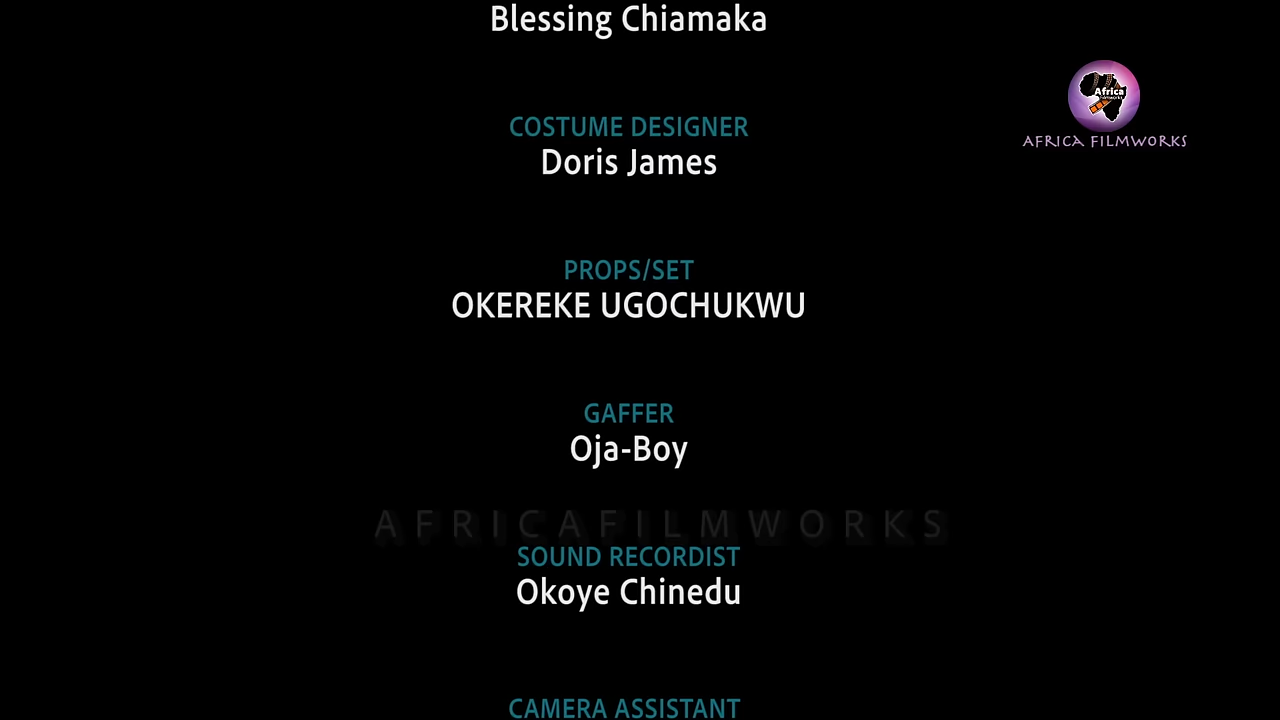 Blessing Chiamaka
Africa
AFRICA FILMWORKS
COSTUME DESIGNER
Doris James
PROPS/SET
OKEREKE UGOCHUKWU
GAFFER
Oja-Boy
AFRICAFILMWORKS
SOUND RECORDIST
Okoye Chinedu
CAMERA ASSISTANT